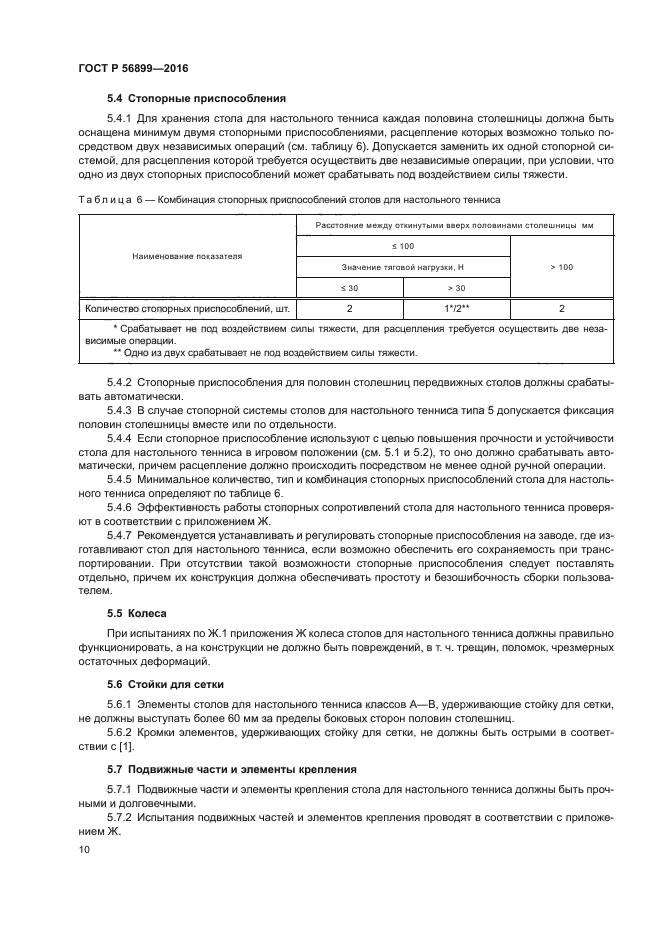 ГОСТ Р 56899—2016
5.4 Стопорные приспособления
5.4.1 Для хранения стола для настольного тенниса каждая половина столешницы должна быть
оснащена минимум двумя стопорными приспособлениями, расцепление которых возможно только по-
средством двух независимых операций (см. таблицу 6). Допускается заменить их одной стопорной си-
стемой, для расцепления которой требуется осуществить две независимые операции, при условии, что
одно из двух стопорных приспособлений может срабатывать под воздействием силы тяжести.
Таблица 6 — Комбинация стопорных приспособлений столов для настольного тенниса
Наименование показателя
Расстояние между откинутыми вверх половинами столешницы мм
≤ 100
> 100
Значение тяговой нагрузки, Н
≤ 30
> 30
Количество стопорных приспособлений, шт. 2 1*/2** 2
* Срабатывает не под воздействием силы тяжести, для расцепления требуется осуществить две неза-
висимые операции.
** Одно из двух срабатывает не под воздействием силы тяжести.
5.4.2 Стопорные приспособления для половин столешниц передвижных столов должны срабаты-
вать автоматически.
5.4.3 В случае стопорной системы столов для настольного тенниса типа 5 допускается фиксация
половин столешницы вместе или по отдельности.
5.4.4 Если стопорное приспособление используют с целью повышения прочности и устойчивости
стола для настольного тенниса в игровом положении (см. 5.1 и 5.2), то оно должно срабатывать авто-
матически, причем расцепление должно происходить посредством не менее одной ручной операции.
5.4.5 Минимальное количество, тип и комбинация стопорных приспособлений стола для настоль-
ного тенниса определяют по таблице 6.
5.4.6 Эффективность работы стопорных сопротивлений стола для настольного тенниса проверя-
ют в соответствии с приложением Ж.
5.4.7 Рекомендуется устанавливать и регулировать стопорные приспособления на заводе, где из-
готавливают стол для настольного тенниса, если возможно обеспечить его сохраняемость при транс-
портировании. При отсутствии такой возможности стопорные приспособления следует поставлять
отдельно, причем их конструкция должна обеспечивать простоту и безошибочность сборки пользова-
телем.
5.5 Колеса
При испытаниях по Ж.1 приложения Ж колеса столов для настольного тенниса должны правильно
функционировать, а на конструкции не должно быть повреждений, в т. ч. трещин, поломок, чрезмерных
остаточных деформаций.
5.6 Стойки для сетки
5.6.1 Элементы столов для настольного тенниса классов А—В, удерживающие стойку для сетки,
не должны выступать более 60 мм за пределы боковых сторон половин столешниц.
5.6.2 Кромки элементов, удерживающих стойку для сетки, не должны быть острыми в соответ-
ствии с [1].
5.7 Подвижные части и элементы крепления
5.7.1 Подвижные части и элементы крепления стола для настольного тенниса должны быть проч-
ными и долговечными.
5.7.2 Испытания подвижных частей и элементов крепления проводят в соответствии с приложе-
нием Ж.
10